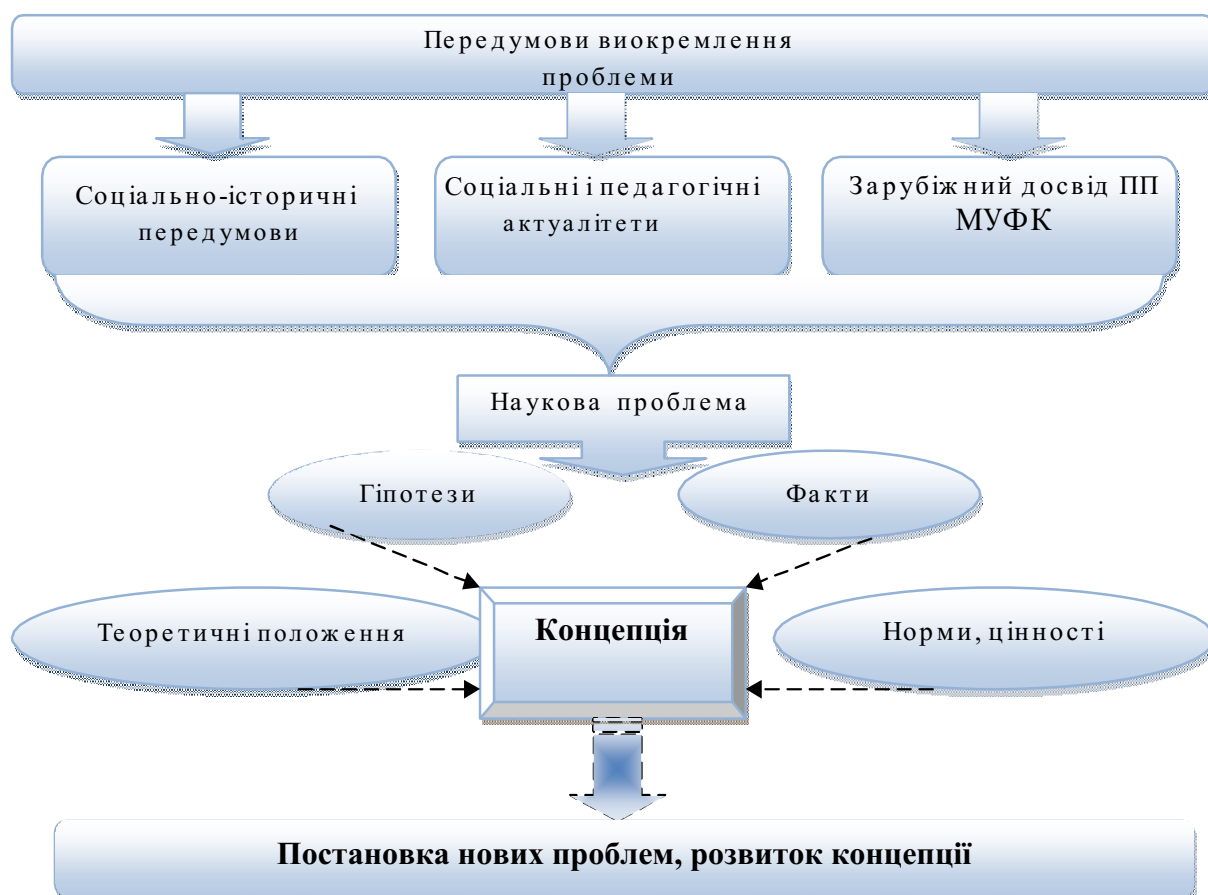 Передумови виокремлення
проблеми
Соціально-історичні
передумови
Соціальні і педагогічні
актуалітети
Зарубіжний досвід ПП
МУФК
Наукова проблема
Гіпотези
Факти
Теоретичні положення
Концепція
Норми, цінності
Постановка нових проблем, розвиток концепції